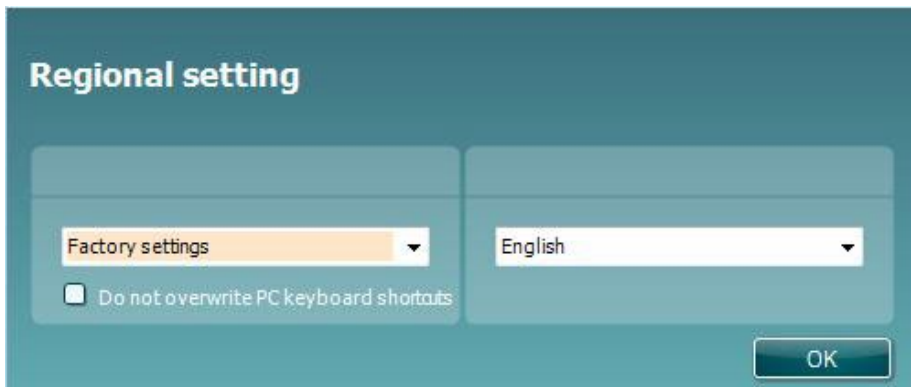 Regional setting
Factory settings
English
Do not overwrite PC keyboard shortcuts
OK